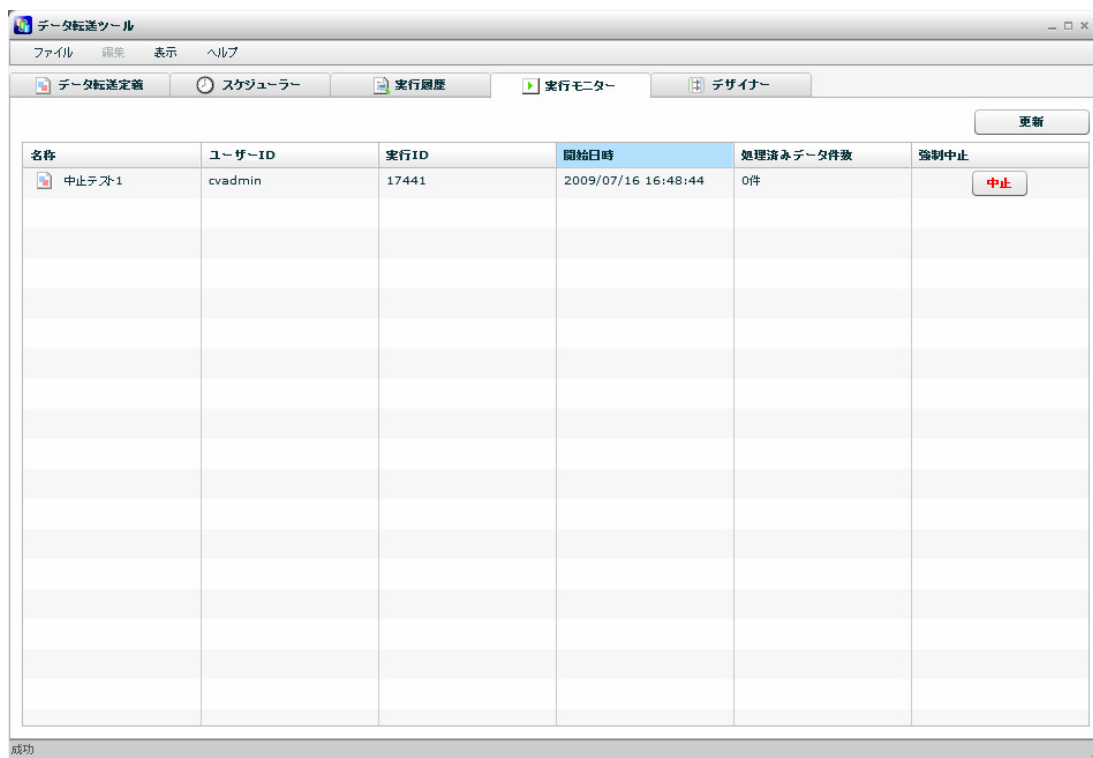 データ転送ツール
ファイル 編集 表示 ヘルプ
データ転送定義 スケジューラー 実行履歴 実行モニター デザイナー
更新
名称 ユーザーID 実行ID 開始日時 処理済みデータ件数 強制中止
中止テスト1 cvadmin 17441 2009/07/16 16:48:44 0件 中止
成功